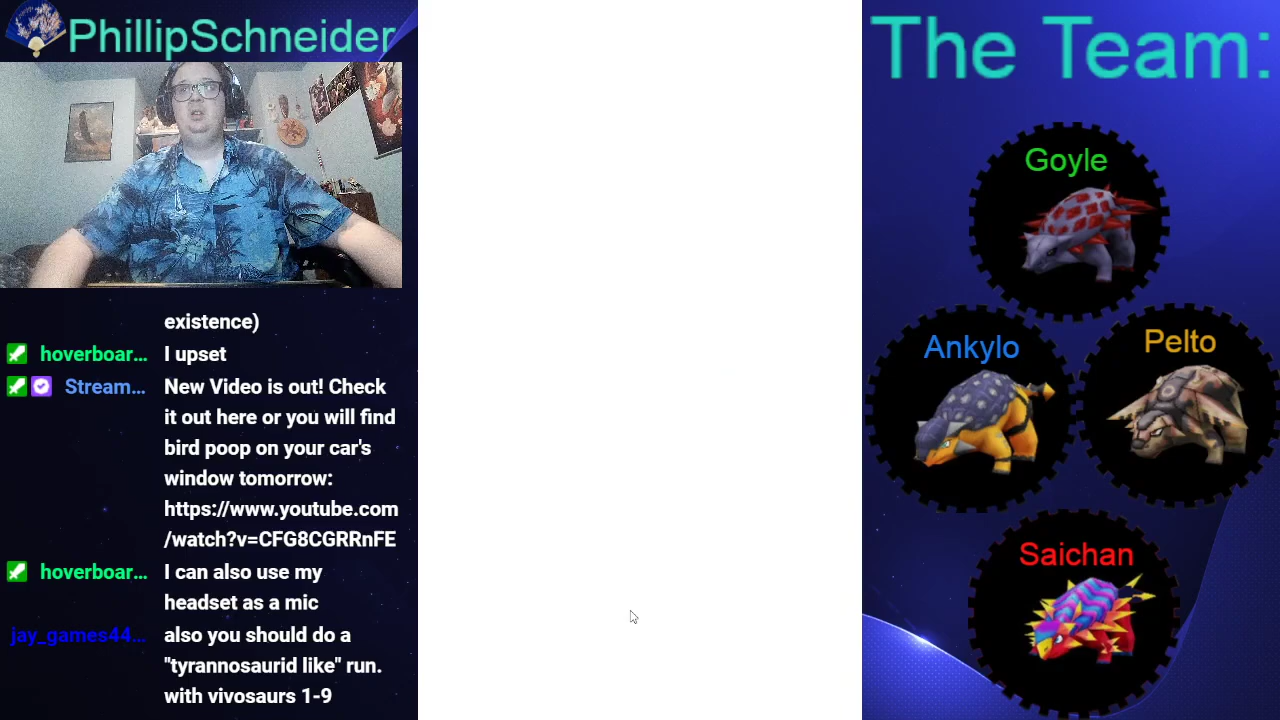 PhillipSchneider
existence)
hoverboar... I upset
Stream... New Video is out! Check
it out here or you will find
bird poop on your car's
window tomorrow:
https://www.youtube.com
/watch?v=CFG8CGRRnFE
hoverboar... I can also use my
headset as a mic
jay_games44... also you should do a
"tyrannosaurid like" run.
with vivosaurs 1-9
The Team:
Goyle
Ankylo
Pelto
Saichan